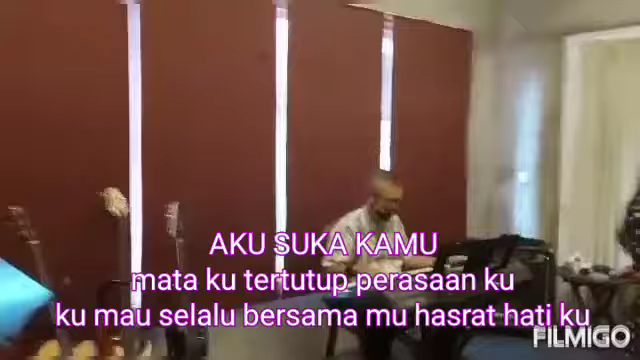 AKU SUKA KAMU
mata ku tertutup perasaan ku
ku mau selalu bersama mu hasrat hati ku
FILMIGO